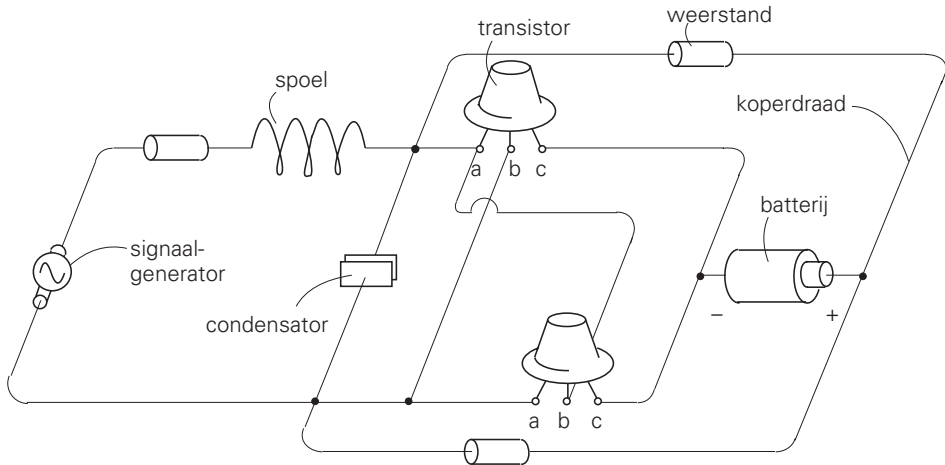 weerstand
transistor
spoel
koperdraad
a b c
batterij
signaal-
generator
condensator
− +
a b c